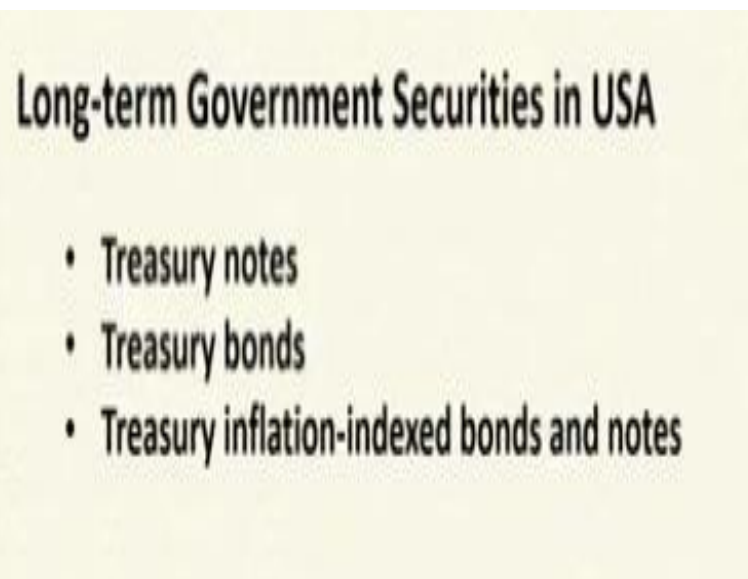 Long-term Government Securities in USA
• Treasury notes
• Treasury bonds
• Treasury inflation-indexed bonds and notes